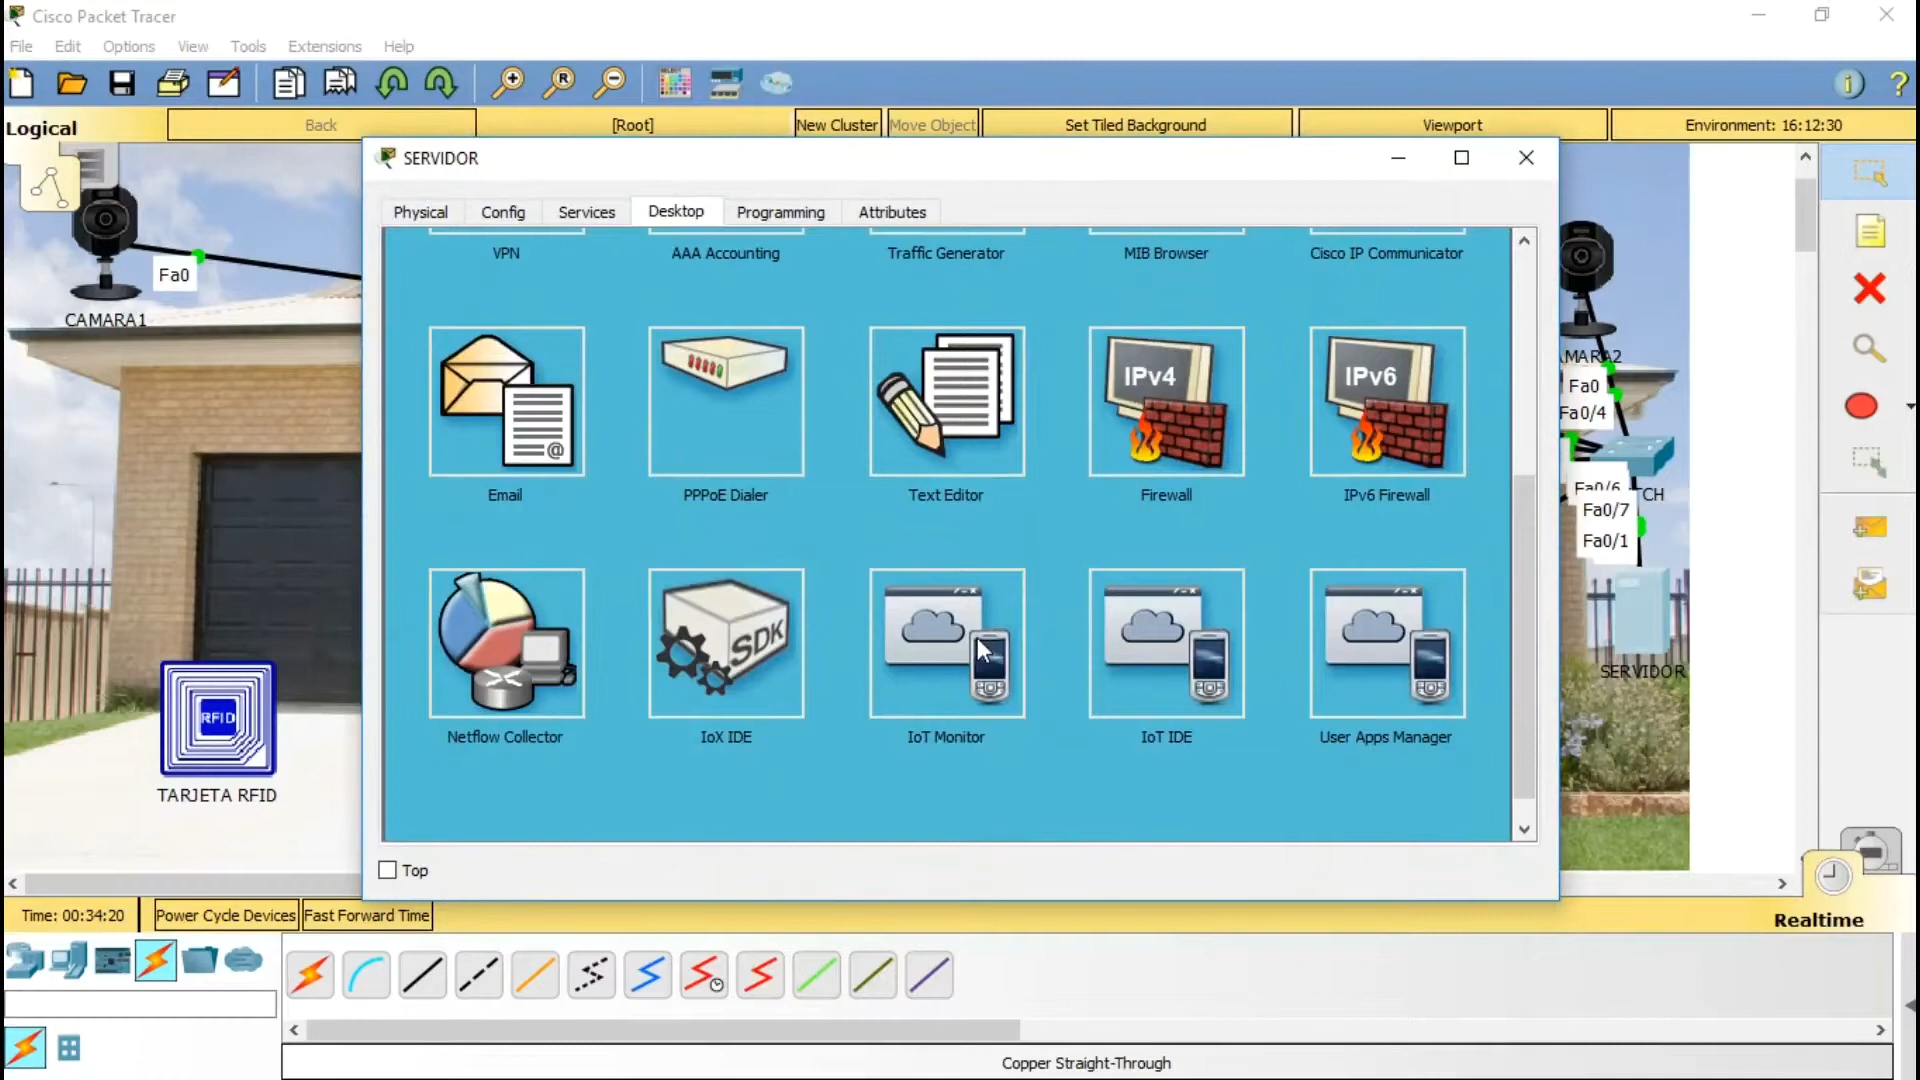 Cisco Packet Tracer
File Edit Options View Tools Extensions Help
Logical
Back
[Root]
New Cluster
Move Object
Set Tiled Background
Viewport
Environment: 16:12:30
SERVIDOR
Physical Config Services Desktop Programming Attributes
VPN
AAA Accounting
Traffic Generator
MIB Browser
Cisco IP Communicator
Fa0
CAMARA1
AMARA2
Fa0
Fa0/4
Fa0/6
TCH
Fa0/7
Fa0/1
SERVIDOR
@
IPv4
IPv6
Email
PPPoE Dialer
Text Editor
Firewall
IPv6 Firewall
SDK
Netflow Collector
IoX IDE
IoT Monitor
IoT IDE
User Apps Manager
RFID
TARJETA RFID
Top
Time: 00:34:20
Power Cycle Devices
Fast Forward Time
Realtime
Copper Straight-Through